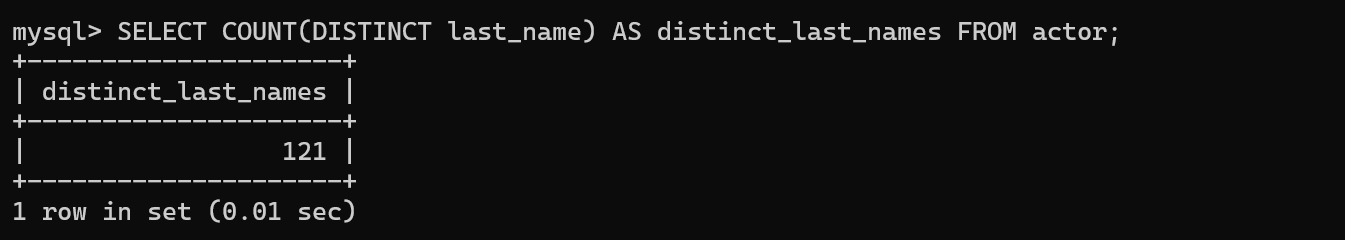 mysql> SELECT COUNT(DISTINCT last_name) AS distinct_last_names FROM actor;
+---------------------+
| distinct_last_names |
+---------------------+
|                 121 |
+---------------------+
1 row in set (0.01 sec)